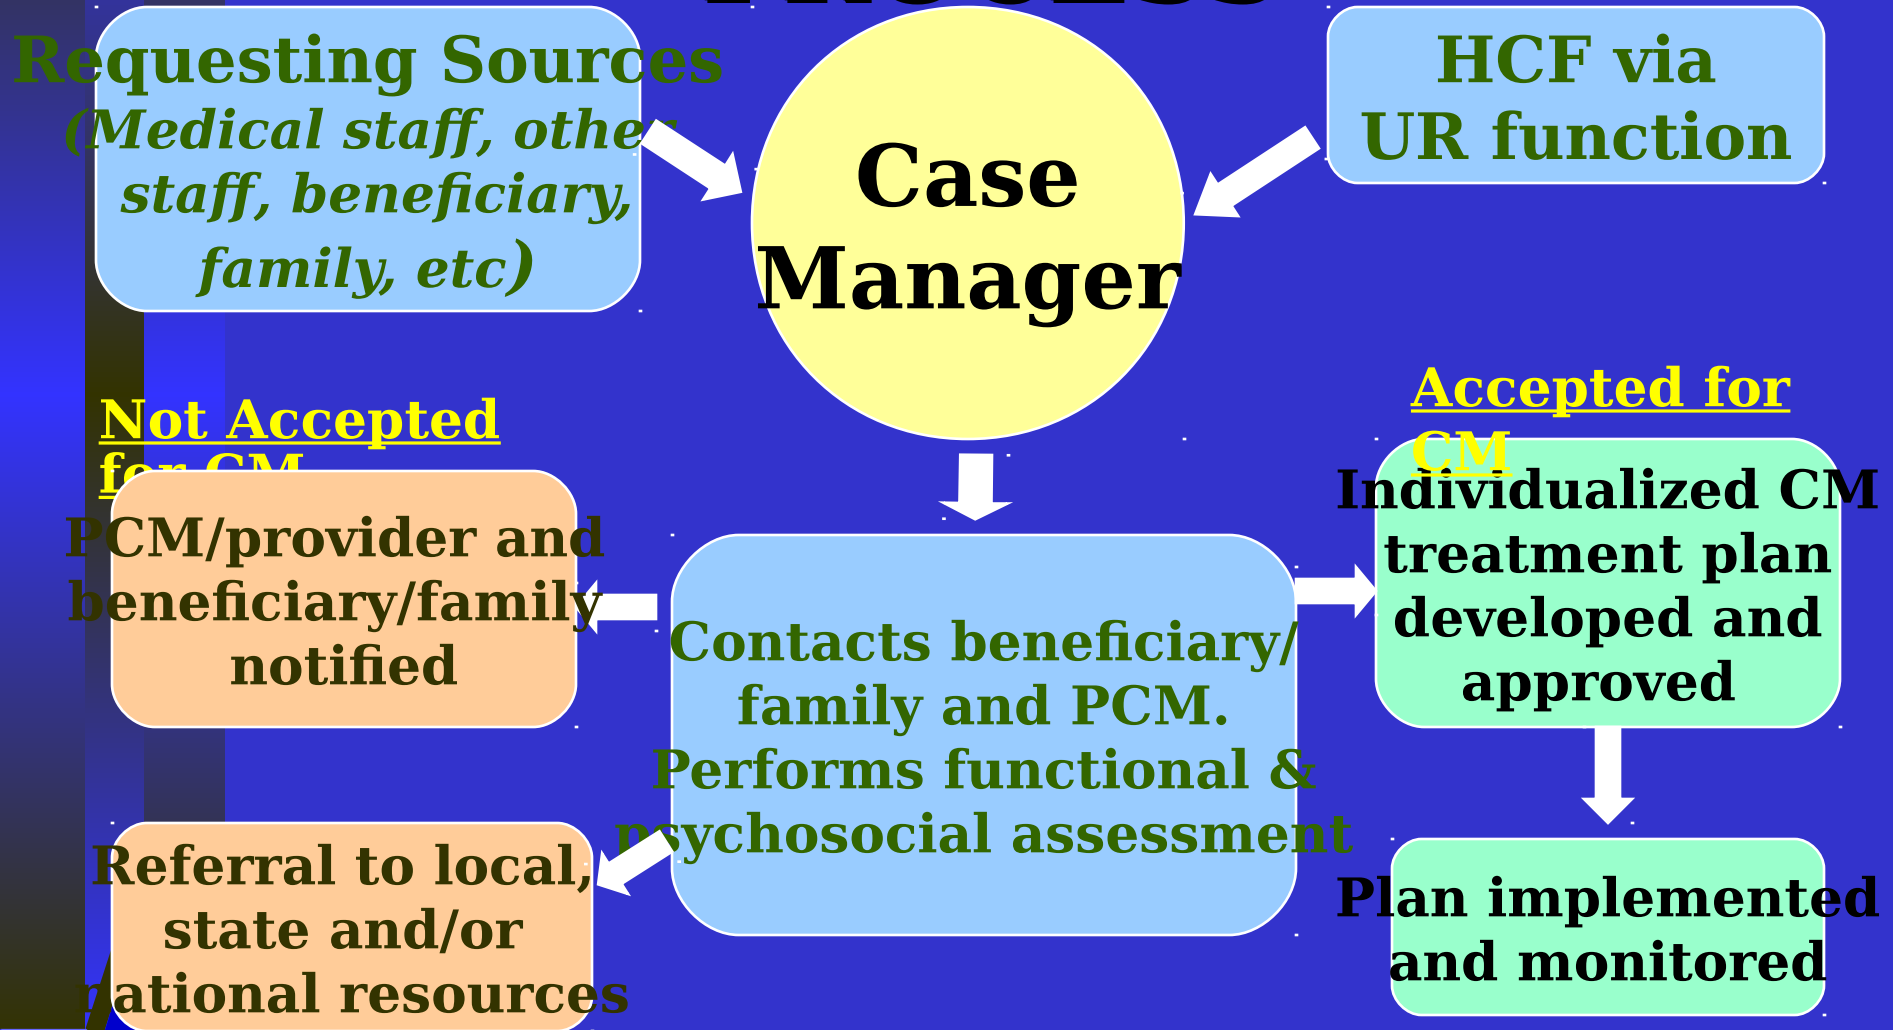 PROCESS
Requesting Sources
(Medical staff, other
staff, beneficiary,
family, etc)
Case
Manager
HCF via
UR function
Not Accepted
for CM
Accepted for
CM
PCM/provider and
beneficiary/family
notified
Contacts beneficiary/
family and PCM.
Performs functional &
psychosocial assessment
Individualized CM
treatment plan
developed and
approved
Referral to local,
state and/or
national resources
Plan implemented
and monitored